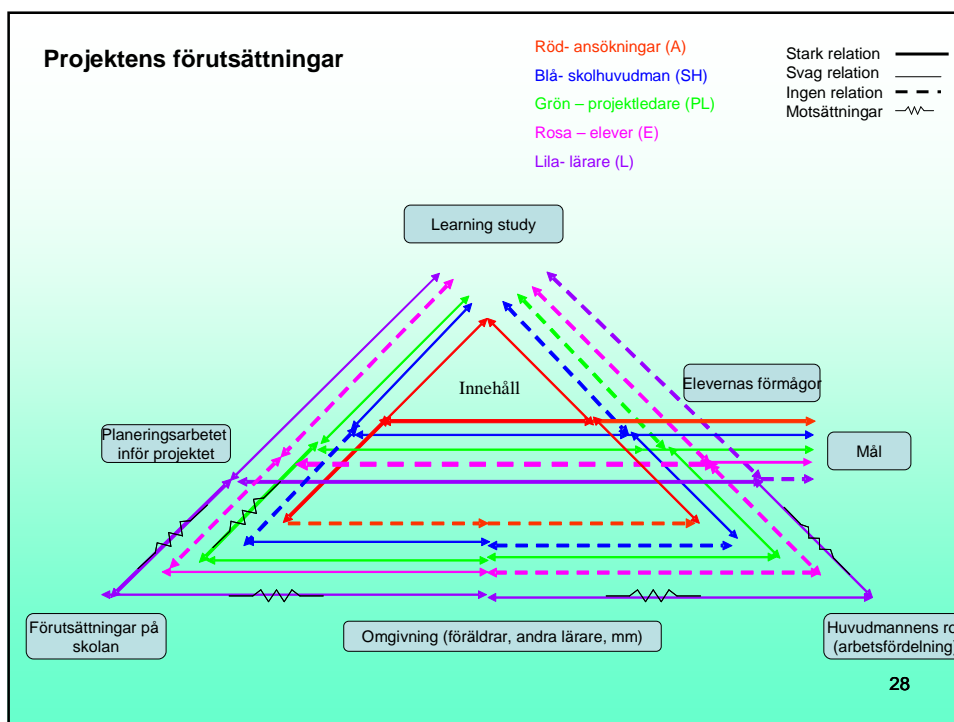 Projektens förutsättningar
Röd- ansökningar (A)
Blå- skolhuvudman (SH)
Grön – projektledare (PL)
Rosa – elever (E)
Lila- lärare (L)
Stark relation
Svag relation
Ingen relation
Motsättningar
Learning study
Innehåll
Elevernas förmågor
Planeringsarbetet
inför projektet
Mål
Förutsättningar på
skolan
Omgivning (föräldrar, andra lärare, mm)
Huvudmannens ro
(arbetsfördelning)
28